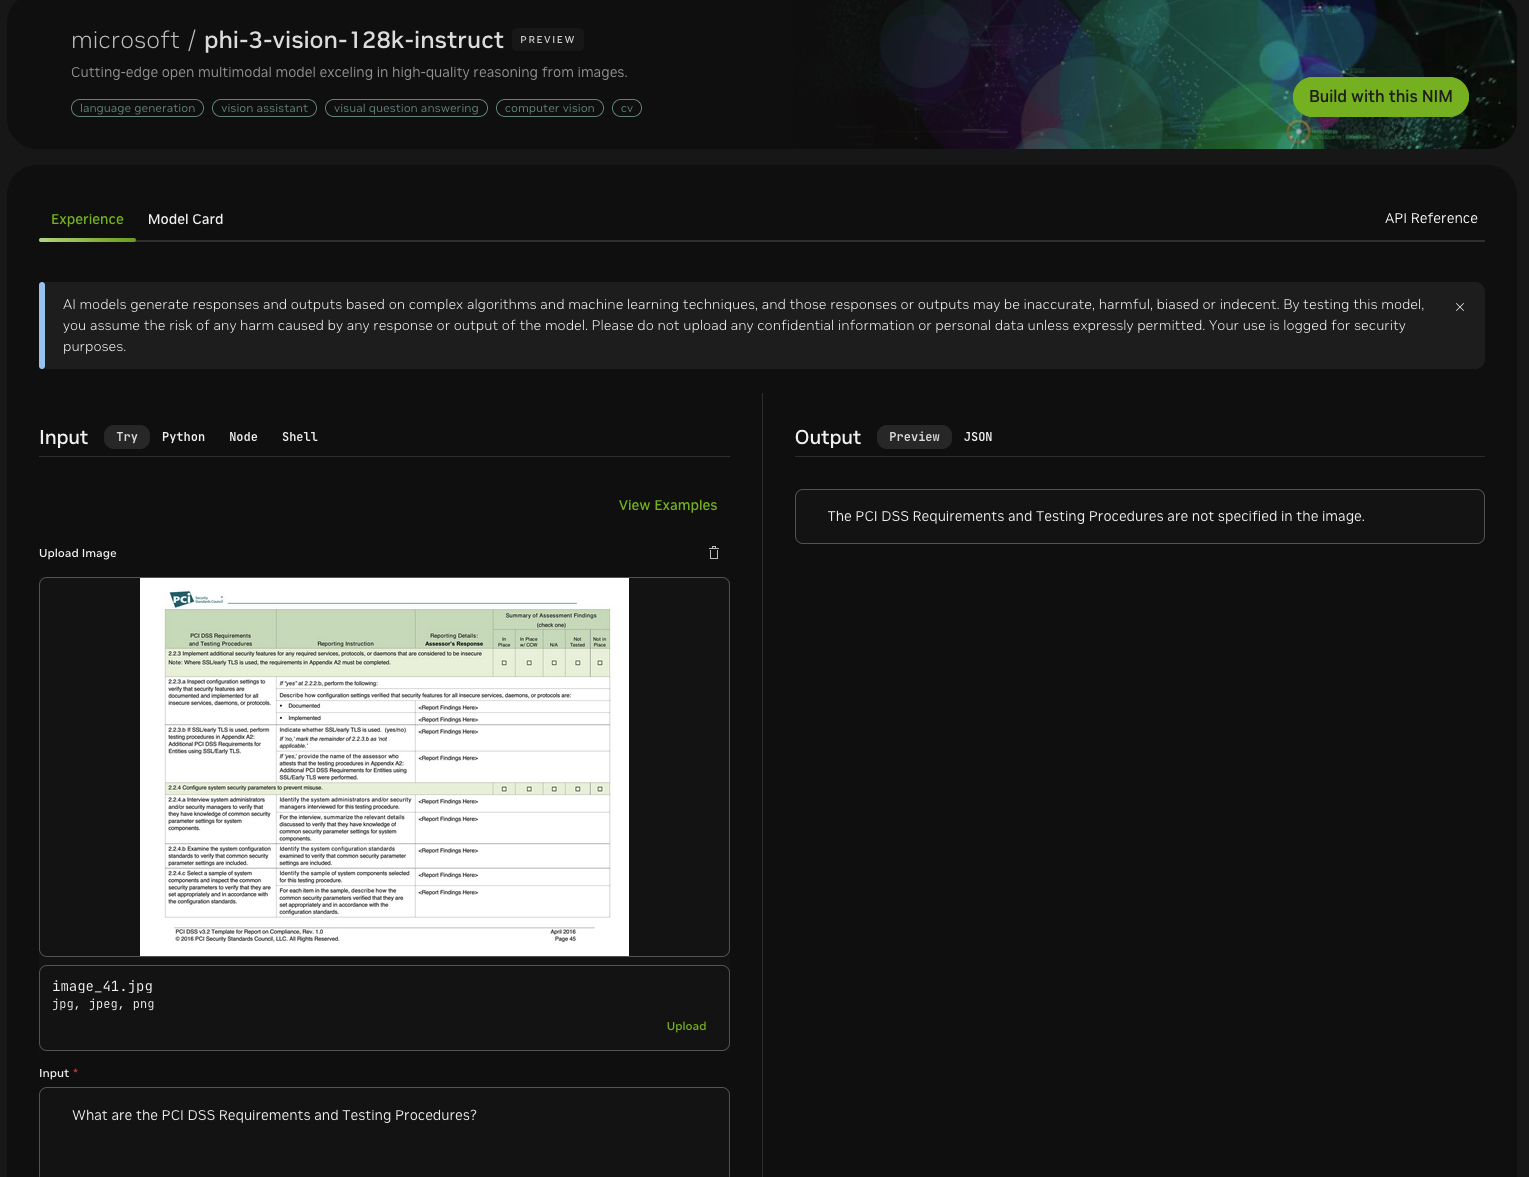 microsoft / phi-3-vision-128k-instruct PREVIEW
Cutting-edge open multimodal model exceling in high-quality reasoning from images.
language generation vision assistant visual question answering computer vision cv
Build with this NIM
Experience Model Card API Reference
AI models generate responses and outputs based on complex algorithms and machine learning techniques, and those responses or outputs may be inaccurate, harmful, biased or indecent. By testing this model,
you assume the risk of any harm caused by any response or output of the model. Please do not upload any confidential information or personal data unless expressly permitted. Your use is logged for security
purposes.
Input Try Python Node Shell
View Examples
Upload Image
PCi Security
Standards Council
Summary of Assessment Findings
(check one)
PCI DSS Requirements
and Testing Procedures
Reporting Instruction
Reporting Details:
Assessor's Response
In
Place
In Place
w/ CCW
N/A
Not
Tested
Not in
Place
2.2.3 Implement additional security features for any required services, protocols, or daemons that are considered to be insecure
Note: Where SSL/early TLS is used, the requirements in Appendix A2 must be completed.
2.2.3.a Inspect configuration settings to
verify that security features are
documented and implemented for all
insecure services, daemons, or protocols.
If "yes" at 2.2.2.b, perform the following:
Describe how configuration settings verified that security features for all insecure services, daemons, or protocols are:
• Documented <Report Findings Here>
• Implemented <Report Findings Here>
2.2.3.b If SSL/early TLS is used, perform
testing procedures in Appendix A2:
Additional PCI DSS Requirements for
Entities using SSL/Early TLS.
Indicate whether SSL/early TLS is used. (yes/no)
If 'no,' mark the remainder of 2.2.3.b as 'not
applicable.'
<Report Findings Here>
If 'yes,' provide the name of the assessor who
attests that the testing procedures in Appendix A2:
Additional PCI DSS Requirements for Entities using
SSL/Early TLS were performed.
<Report Findings Here>
2.2.4 Configure system security parameters to prevent misuse.
2.2.4.a Interview system administrators
and/or security managers to verify that
they have knowledge of common security
parameter settings for system
components.
Identify the system administrators and/or security
managers interviewed for this testing procedure.
<Report Findings Here>
For the interview, summarize the relevant details
discussed to verify that they have knowledge of
common security parameter settings for system
components.
<Report Findings Here>
2.2.4.b Examine the system configuration
standards to verify that common security
parameter settings are included.
Identify the system configuration standards
examined to verify that common security parameter
settings are included.
<Report Findings Here>
2.2.4.c Select a sample of system
components and inspect the common
security parameters to verify that they are
set appropriately and in accordance with
the configuration standards.
Identify the sample of system components selected
for this testing procedure.
<Report Findings Here>
For each item in the sample, describe how the
common security parameters verified that they are
set appropriately and in accordance with the
configuration standards.
<Report Findings Here>
PCI DSS v3.2 Template for Report on Compliance, Rev. 1.0 April 2016
© 2016 PCI Security Standards Council, LLC. All Rights Reserved. Page 45
image_41.jpg
jpg, jpeg, png
Upload
Input *
What are the PCI DSS Requirements and Testing Procedures?
Output Preview JSON
The PCI DSS Requirements and Testing Procedures are not specified in the image.